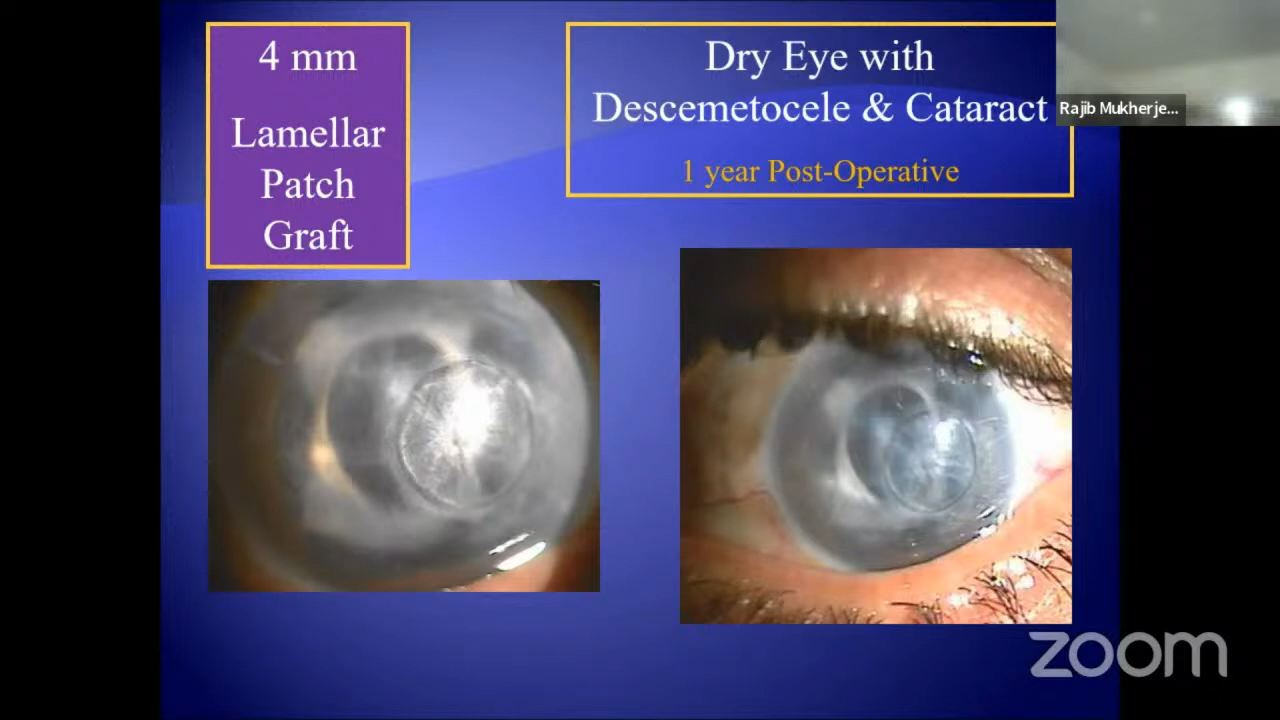 4 mm
Lamellar
Patch
Graft
Dry Eye with
Descemetocele & Cataract
1 year Post-Operative
Rajib Mukherje...
zoom